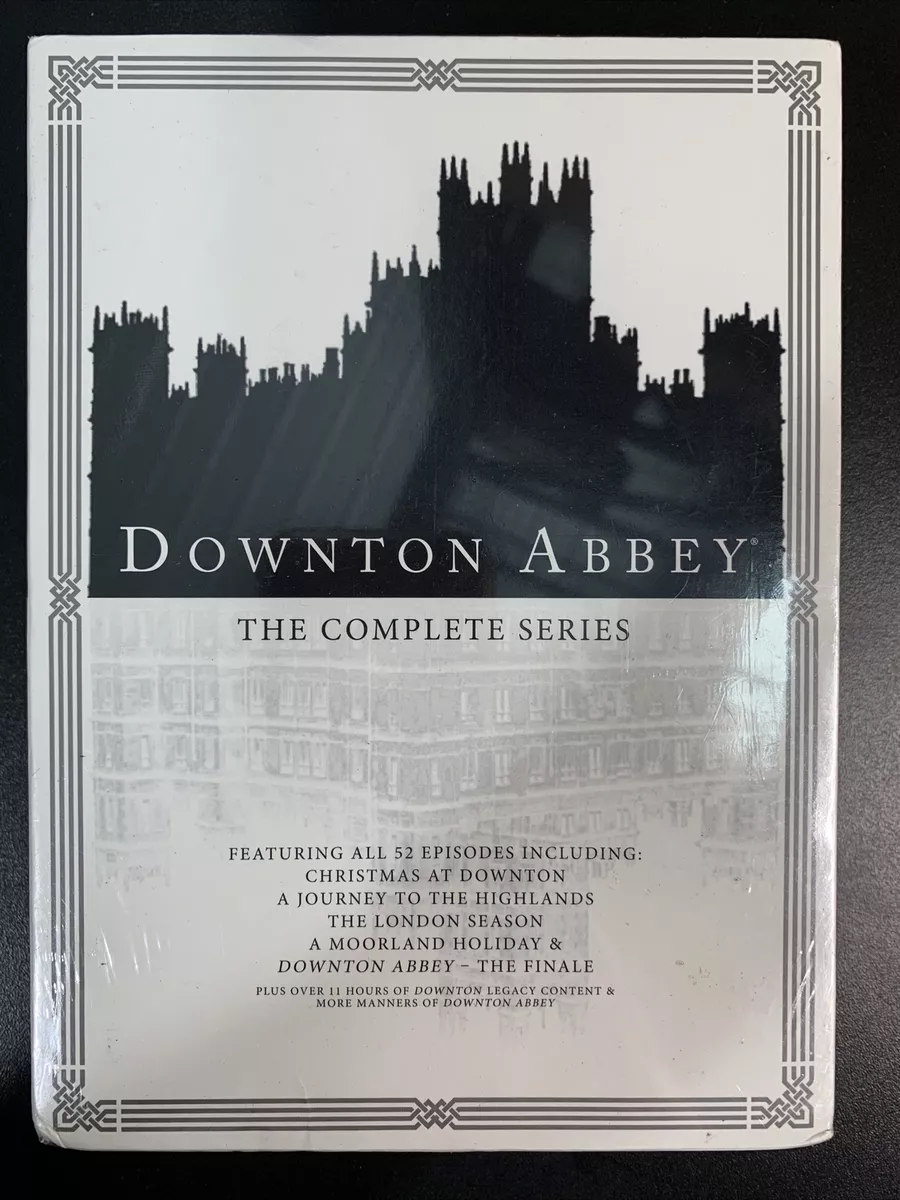 DOWNTON ABBEY®
THE COMPLETE SERIES
FEATURING ALL 52 EPISODES INCLUDING:
CHRISTMAS AT DOWNTON
A JOURNEY TO THE HIGHLANDS
THE LONDON SEASON
A MOORLAND HOLIDAY &
DOWNTON ABBEY – THE FINALE
PLUS OVER 11 HOURS OF DOWNTON LEGACY CONTENT &
MORE MANNERS OF DOWNTON ABBEY